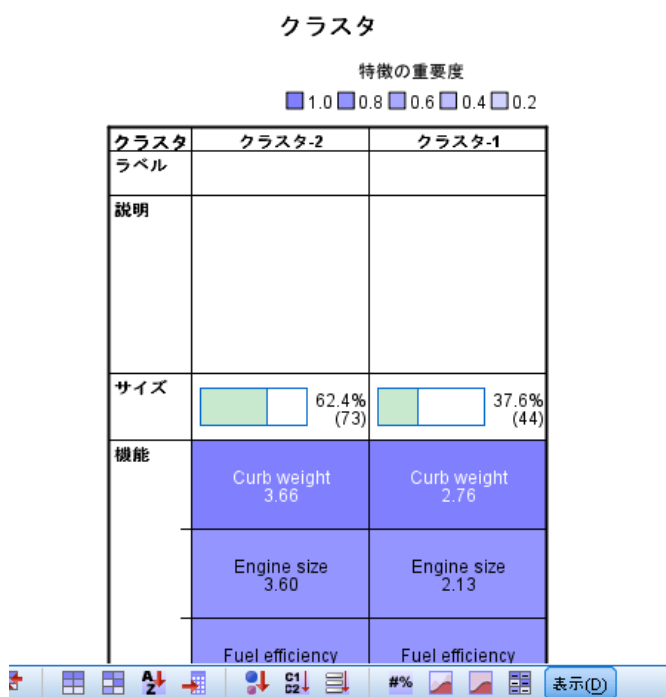 クラスタ
特徴の重要度
1.0 0.8 0.6 0.4 0.2
クラスタ クラスタ-2 クラスタ-1
ラベル
説明
サイズ 62.4% (73) 37.6% (44)
機能
Curb weight 3.66 Curb weight 2.76
Engine size 3.60 Engine size 2.13
Fuel efficiency Fuel efficiency
A Z C1 C2 #% 表示(D)